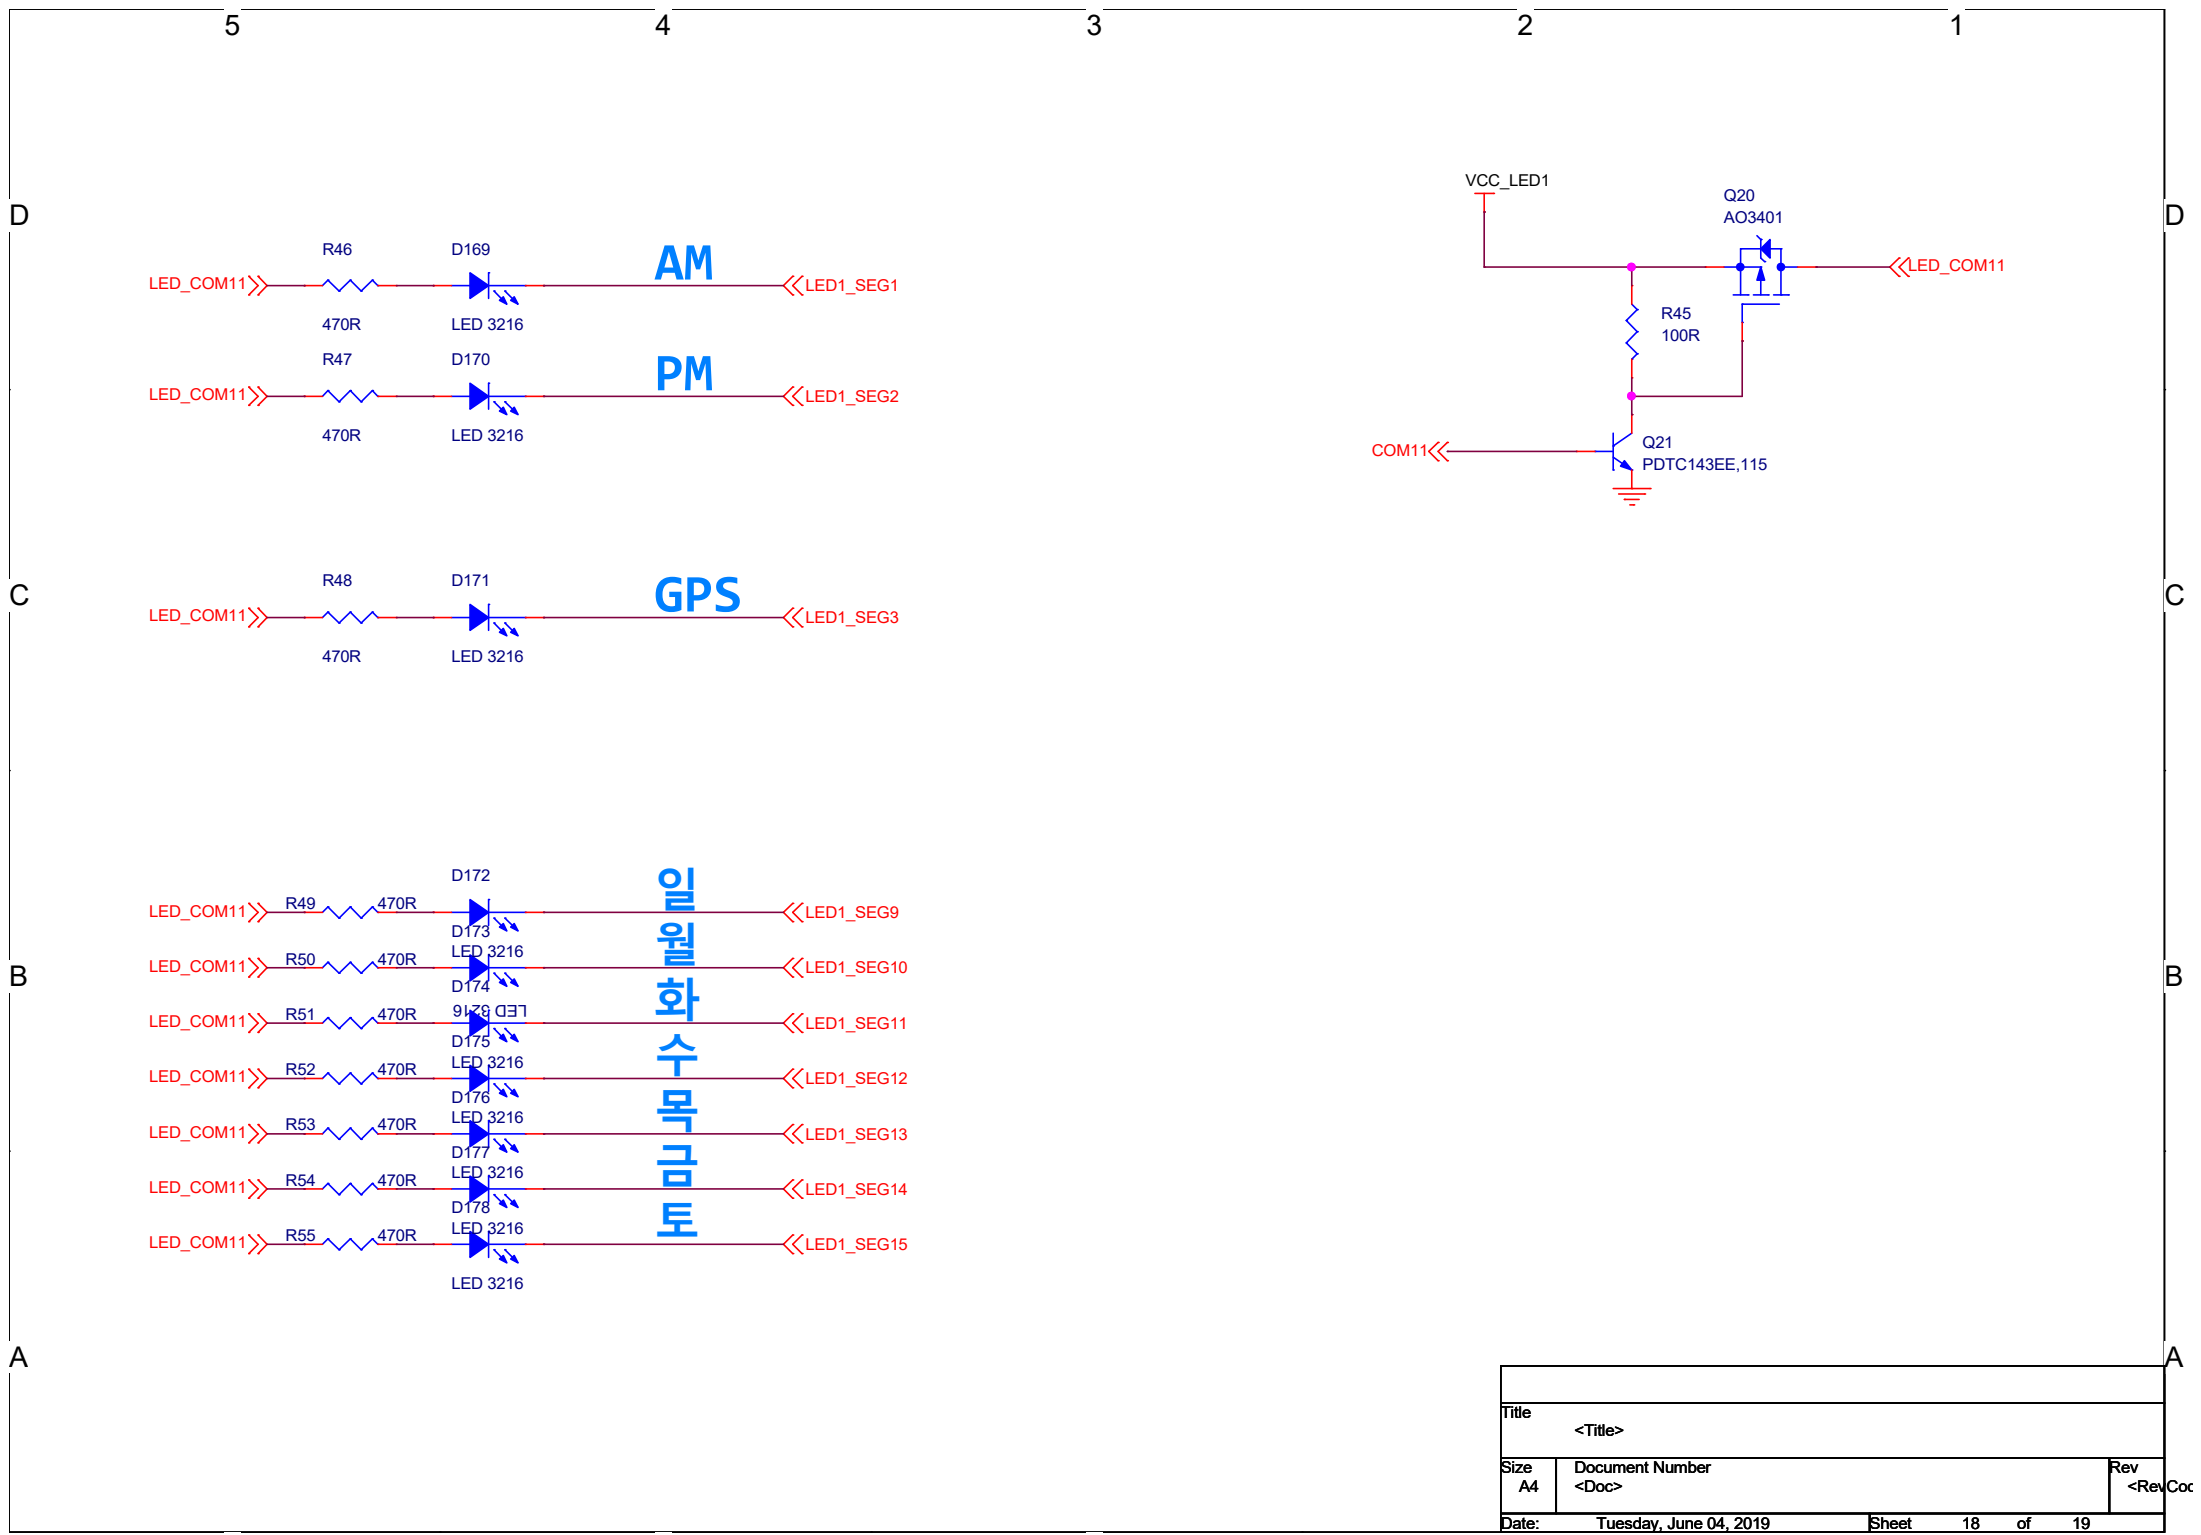 5 4 3 2 1
D D
C C
B B
A A
R46 D169 AM
LED_COM11 LED1_SEG1
470R LED 3216
R47 D170 PM
LED_COM11 LED1_SEG2
470R LED 3216
R48 D171 GPS
LED_COM11 LED1_SEG3
470R LED 3216
D172 일
LED_COM11 R49 470R LED1_SEG9
LED 3216
D173 월
LED_COM11 R50 470R LED1_SEG10
LED 3216
D174 화
LED_COM11 R51 470R LED1_SEG11
LED 3216
D175 수
LED_COM11 R52 470R LED1_SEG12
LED 3216
D176 목
LED_COM11 R53 470R LED1_SEG13
LED 3216
D177 금
LED_COM11 R54 470R LED1_SEG14
LED 3216
D178 토
LED_COM11 R55 470R LED1_SEG15
LED 3216
VCC_LED1
Q20
AO3401
LED_COM11
R45
100R
COM11
Q21
PDTC143EE,115
Title
<Title>
Size Document Number Rev
A4 <Doc> <RevCod
Date: Tuesday, June 04, 2019 Sheet 18 of 19